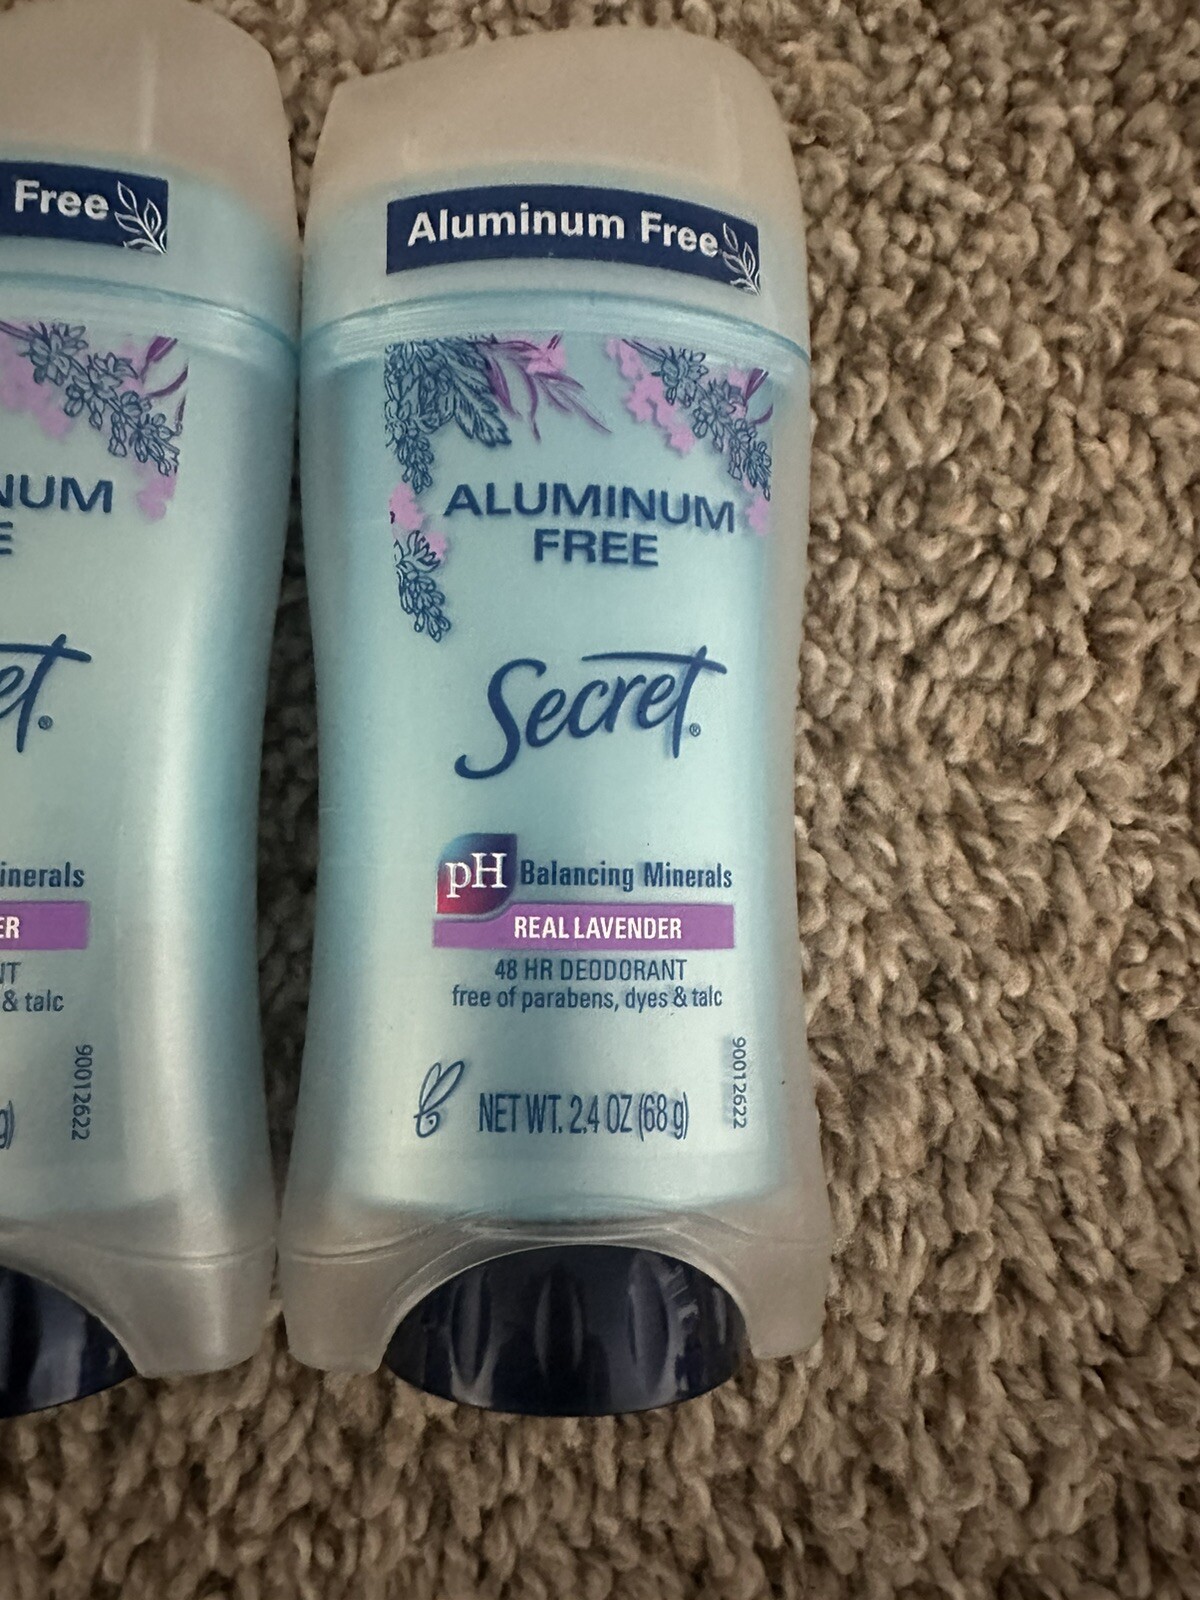 Free
NUM
E
et®
inerals
ER
NT
& talc
g)
90012622
Aluminum Free
ALUMINUM
FREE
Secret®
pH Balancing Minerals
REAL LAVENDER
48 HR DEODORANT
free of parabens, dyes & talc
NET WT. 2.4 OZ (68 g)
90012622